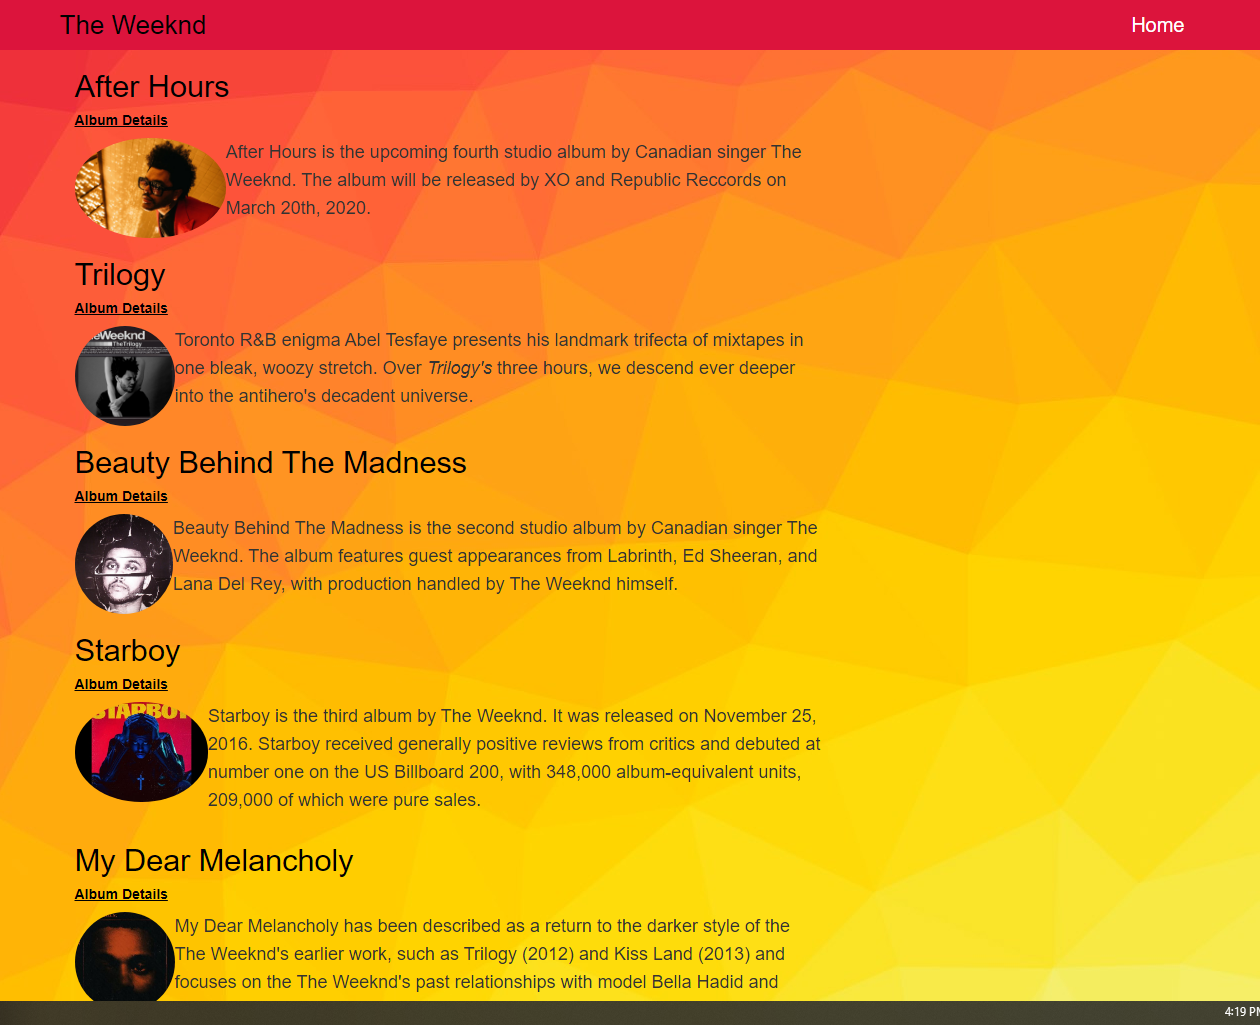 The Weeknd Home
After Hours
Album Details
After Hours is the upcoming fourth studio album by Canadian singer The
Weeknd. The album will be released by XO and Republic Reccords on
March 20th, 2020.
Trilogy
Album Details
eWeeknd
TheTrilogy
Toronto R&B enigma Abel Tesfaye presents his landmark trifecta of mixtapes in
one bleak, woozy stretch. Over Trilogy's three hours, we descend ever deeper
into the antihero's decadent universe.
Beauty Behind The Madness
Album Details
Beauty Behind The Madness is the second studio album by Canadian singer The
Weeknd. The album features guest appearances from Labrinth, Ed Sheeran, and
Lana Del Rey, with production handled by The Weeknd himself.
Starboy
Album Details
STARBOY
Starboy is the third album by The Weeknd. It was released on November 25,
2016. Starboy received generally positive reviews from critics and debuted at
number one on the US Billboard 200, with 348,000 album-equivalent units,
209,000 of which were pure sales.
My Dear Melancholy
Album Details
My Dear Melancholy has been described as a return to the darker style of the
The Weeknd's earlier work, such as Trilogy (2012) and Kiss Land (2013) and
focuses on the The Weeknd's past relationships with model Bella Hadid and
4:19 PM